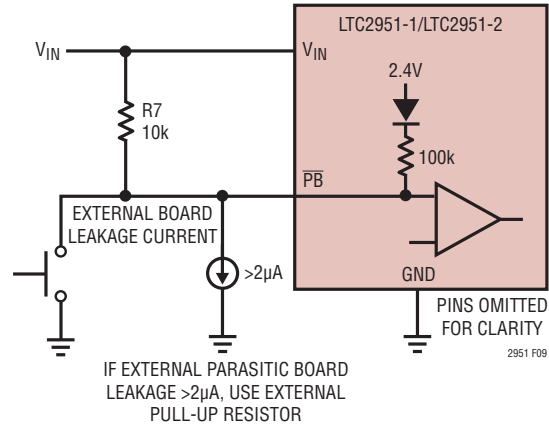 LTC2951-1/LTC2951-2
VIN
VIN
2.4V
R7
10k
100k
PB
EXTERNAL BOARD
LEAKAGE CURRENT
>2µA
GND
PINS OMITTED
FOR CLARITY
2951 F09
IF EXTERNAL PARASITIC BOARD
LEAKAGE >2µA, USE EXTERNAL
PULL-UP RESISTOR